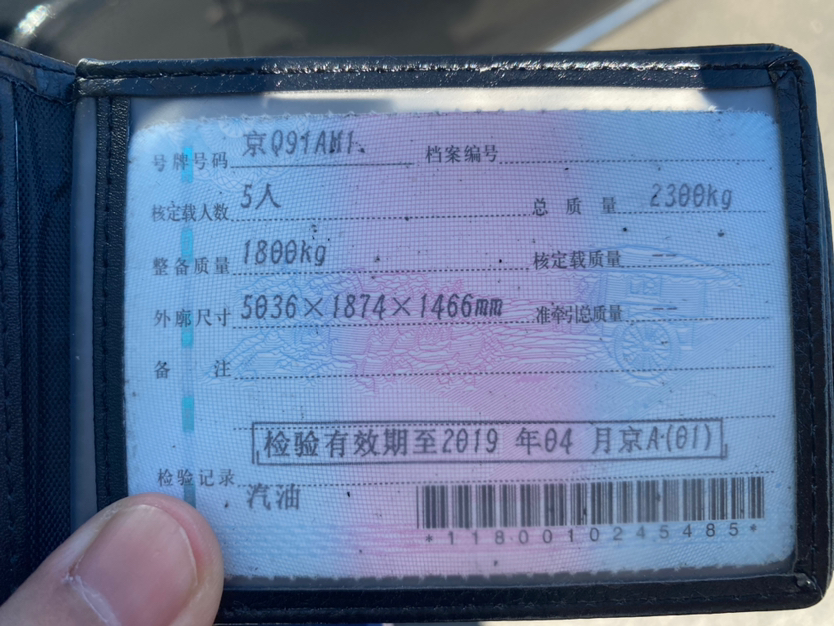 号牌号码 京Q91AM1 档案编号
核定载人数 5人 总质量 2300kg
整备质量 1800kg 核定载质量 --
外廓尺寸 5036×1874×1466mm 准牵引总质量 --
备注
检验有效期至2019 年04 月京A(01)
检验记录
汽油
*1180010245485*